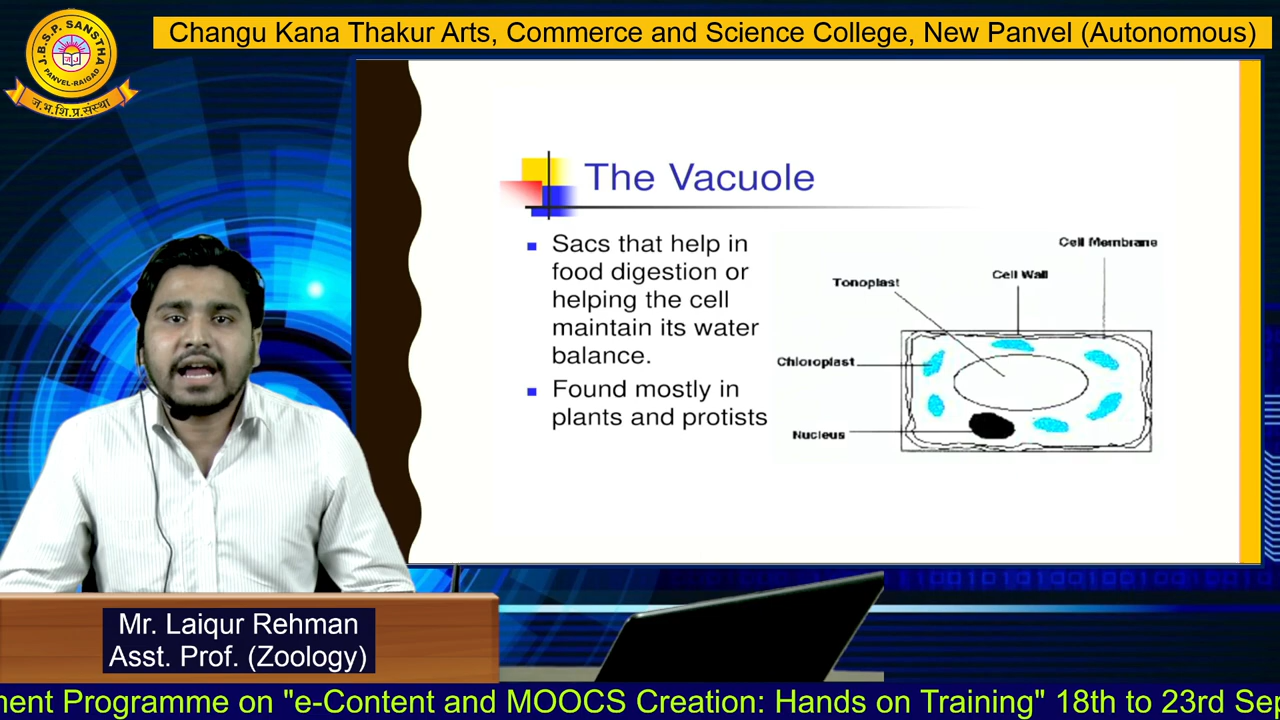 J.B.S.P. SANSTHA
PANVEL-RAIGAD
ज.भ.शि.प्र.संस्था
Changu Kana Thakur Arts, Commerce and Science College, New Panvel (Autonomous)
The Vacuole
Sacs that help in
food digestion or
helping the cell
maintain its water
balance.
Found mostly in
plants and protists
Cell Membrane
Cell Wall
Tonoplast
Chloroplast
Nucleus
Mr. Laiqur Rehman
Asst. Prof. (Zoology)
ment Programme on "e-Content and MOOCS Creation: Hands on Training" 18th to 23rd Sep